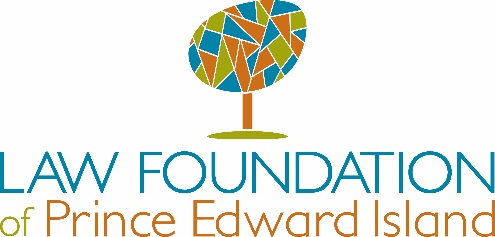 LAW FOUNDATION
of Prince Edward Island